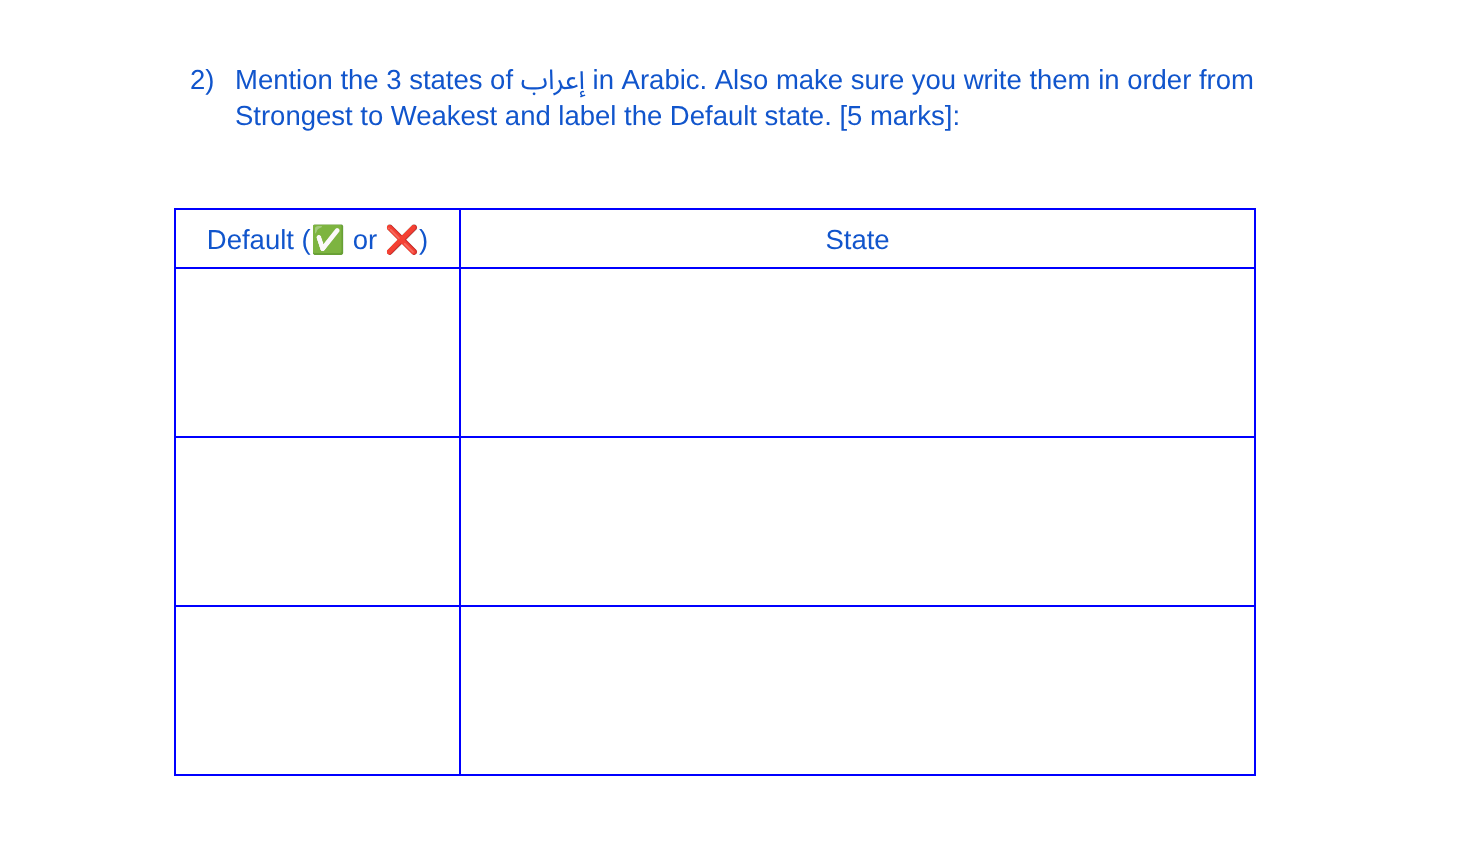 2) Mention the 3 states of إعراب in Arabic. Also make sure you write them in order from
Strongest to Weakest and label the Default state. [5 marks]:
Default (✅ or ❌) State